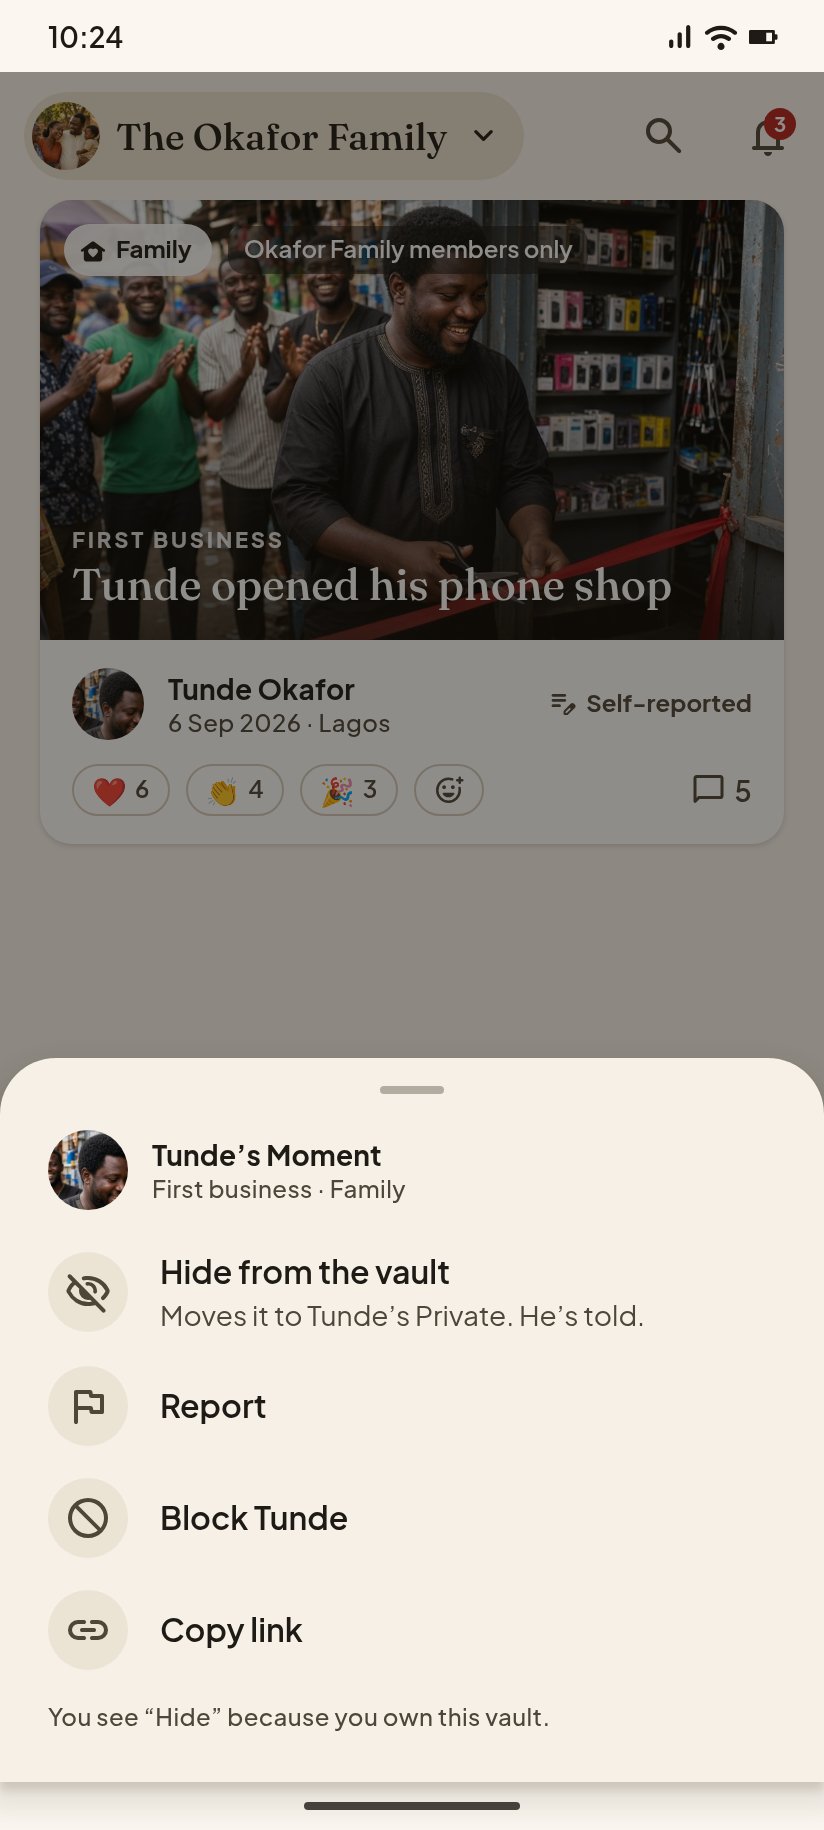 10:24
The Okafor Family
3
Family
Okafor Family members only
FIRST BUSINESS
Tunde opened his phone shop
Tunde Okafor
6 Sep 2026 · Lagos
Self-reported
❤️ 6
👏 4
🎉 3
5
Tunde’s Moment
First business · Family
Hide from the vault
Moves it to Tunde’s Private. He’s told.
Report
Block Tunde
Copy link
You see “Hide” because you own this vault.